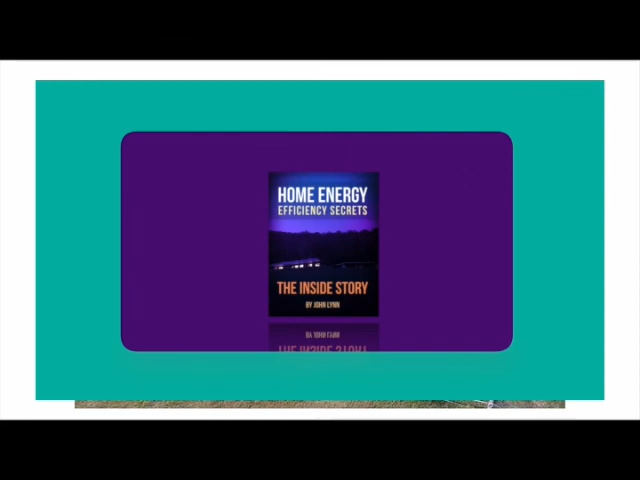 HOME ENERGY
EFFICIENCY SECRETS
THE INSIDE STORY
BY JOHN LYNN